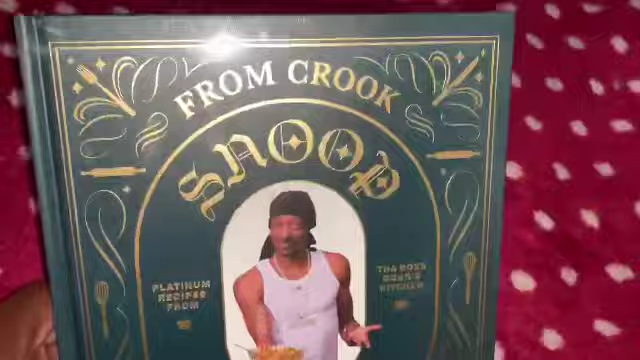 FROM CROOK
SNOOP
PLATINUM
RECIPES
FROM
THA BOSS
DOGG'S
KITCHEN